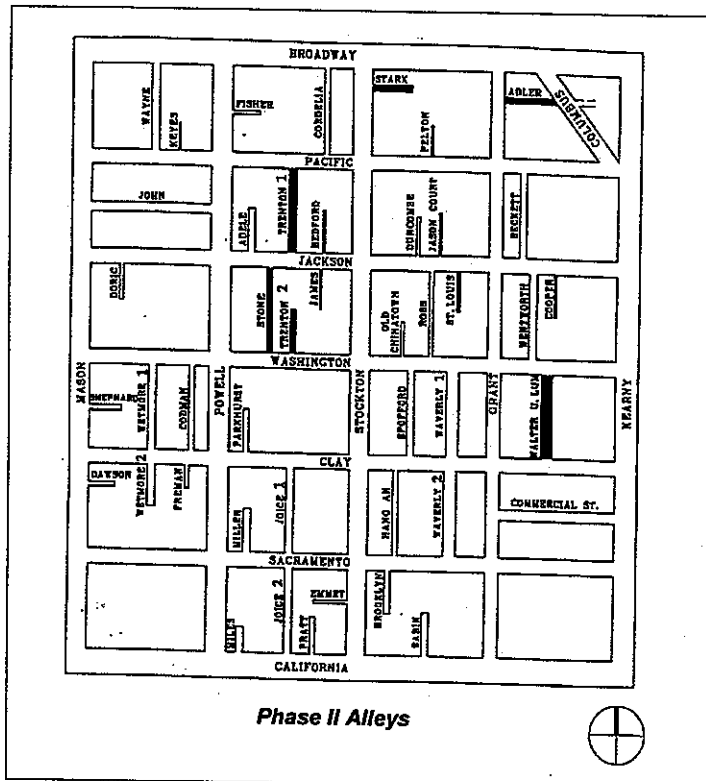 BROADWAY
WAYNE
KEYES
FISHER
CORDELIA
STARK
PELTON
ADLER
COLUMBUS
PACIFIC
JOHN
ADELE
TRENTON 1
BEDFORD
DUNCOMBE
JASON COURT
BECKETT
JACKSON
DORIC
STONE
TRENTON 2
JAMES
OLD
CHINATOWN
ROSS
ST. LOUIS
WENTWORTH
COOPER
WASHINGTON
MASON
SHEPHARD
WETMORE 1
CODMAN
POWELL
PARKHURST
STOCKTON
SPOFFORD
WAVERLY 1
GRANT
WALTER U. LUM
KEARNY
CLAY
DAWSON
WETMORE 2
FREMAN
MILLER
JOICE 1
HANG AH
WAVERLY 2
COMMERCIAL ST.
SACRAMENTO
MILES
JOICE 2
PRATT
EMMET
BROOKLYN
SABIN
CALIFORNIA
Phase II Alleys